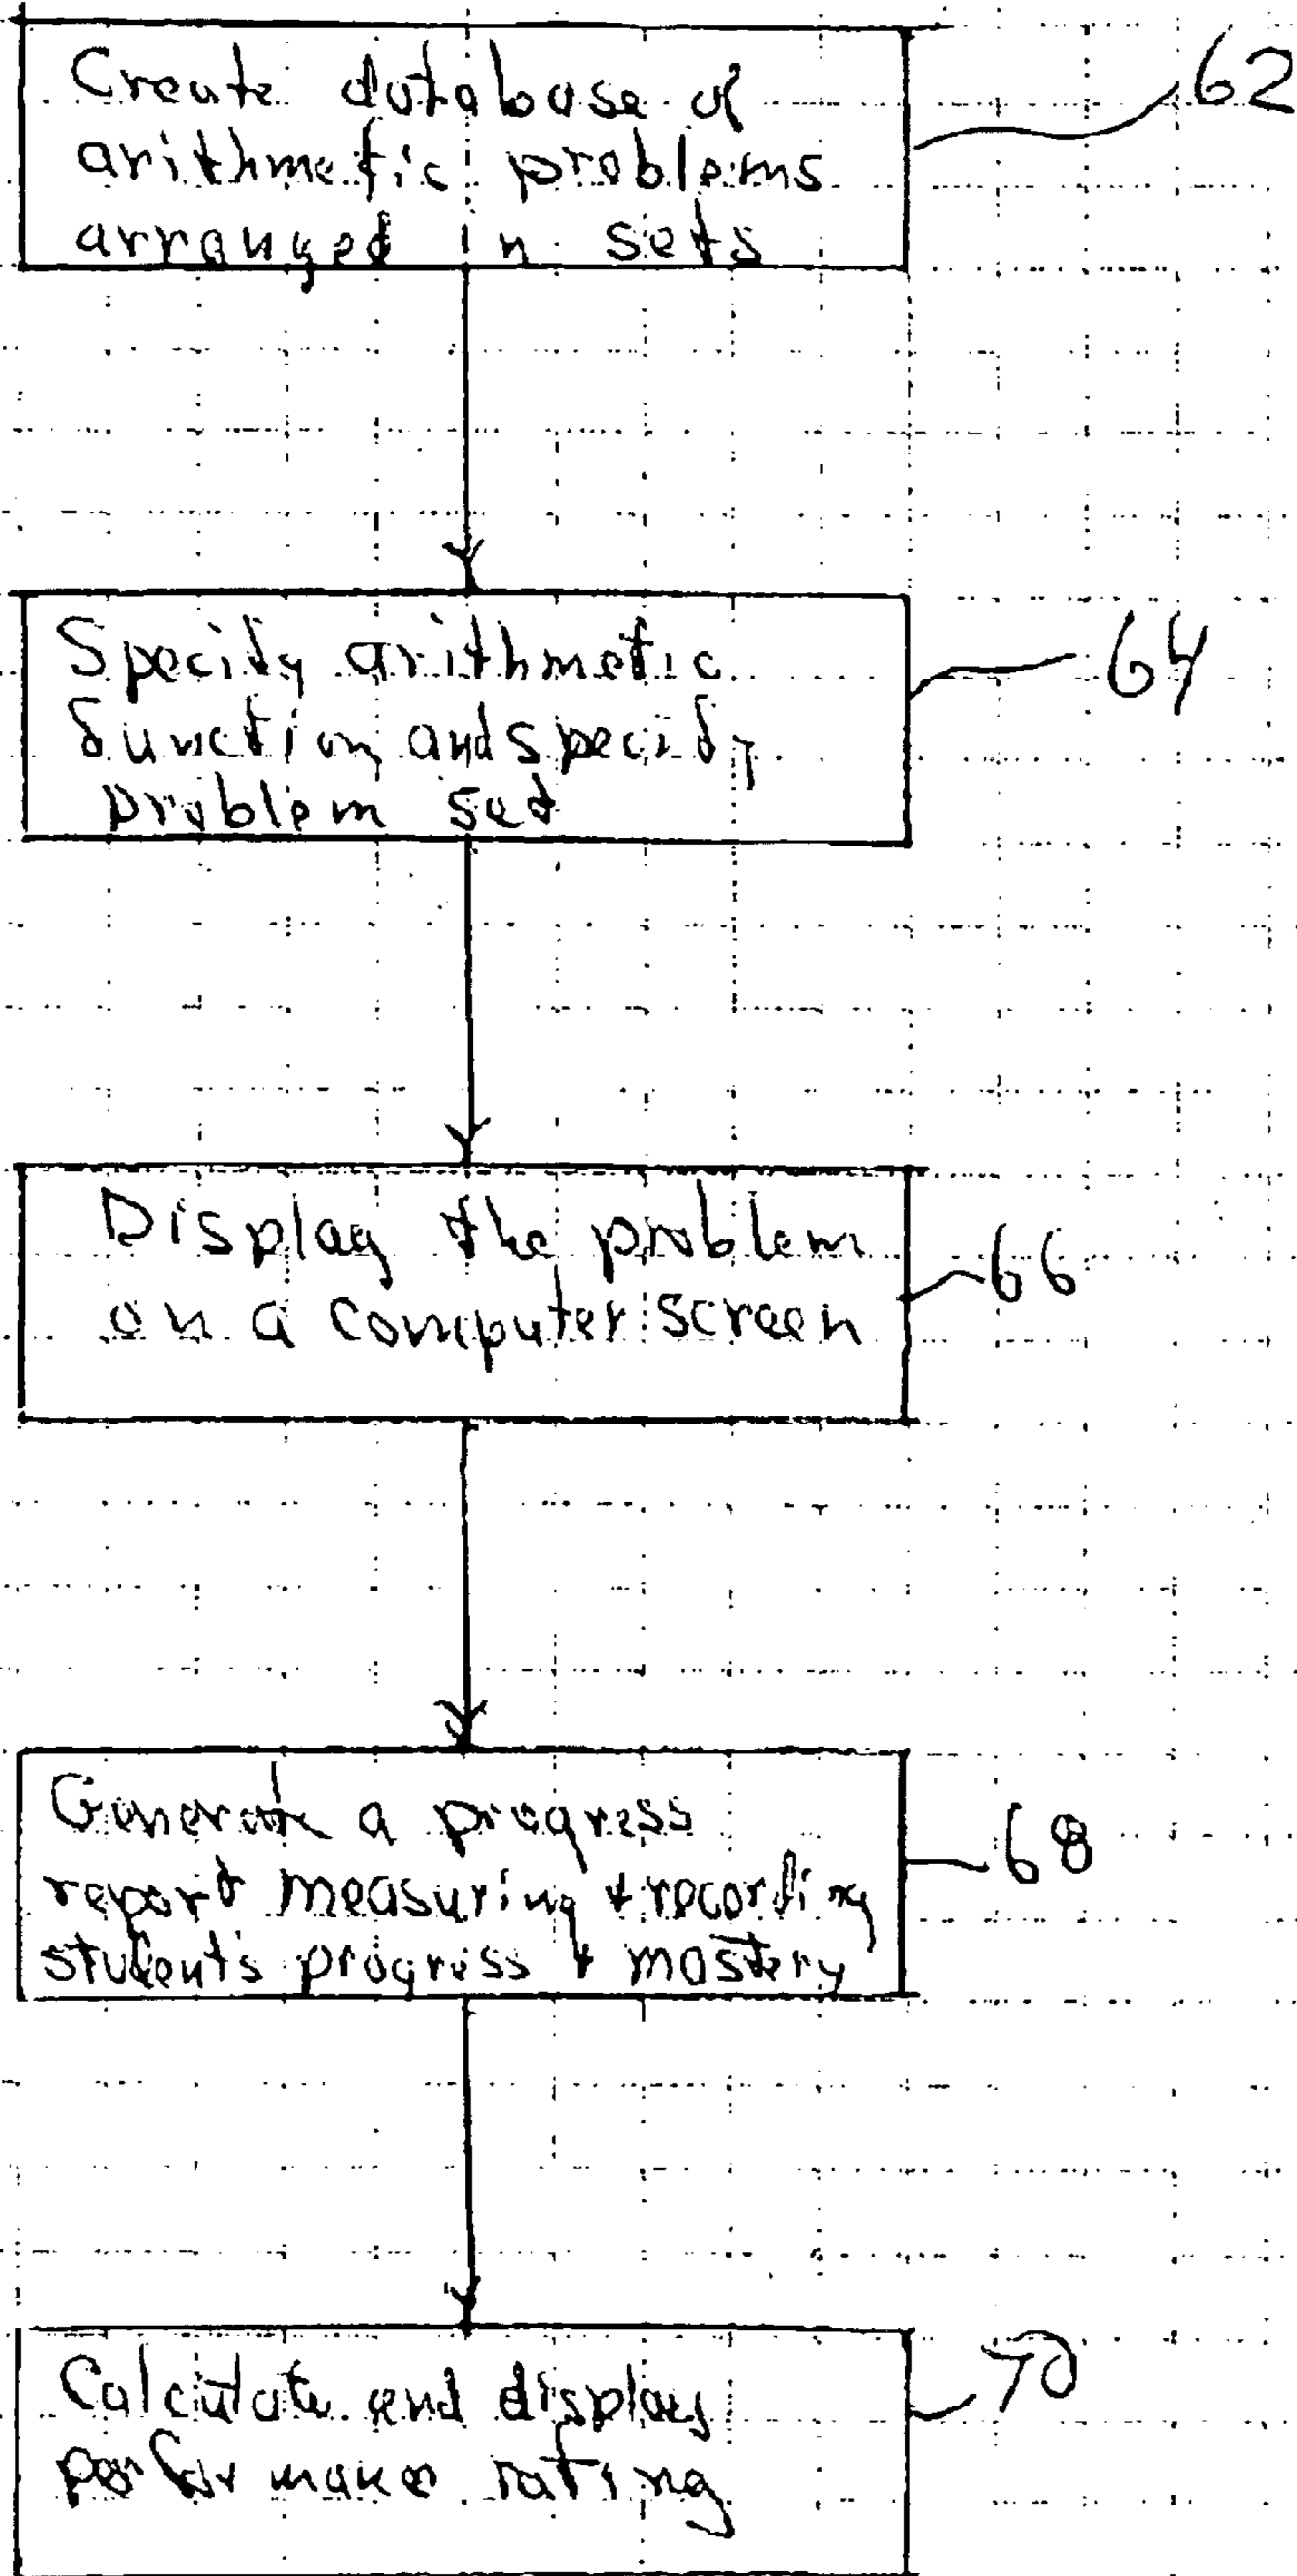 Create database of
arithmetic problems
arranged in sets
62
Specify arithmetic
function and specify
problem set
64
Display the problem
on a computer screen
66
Generate a progress
report measuring + recording
student's progress + mastery
68
Calculate and display
performance rating
70